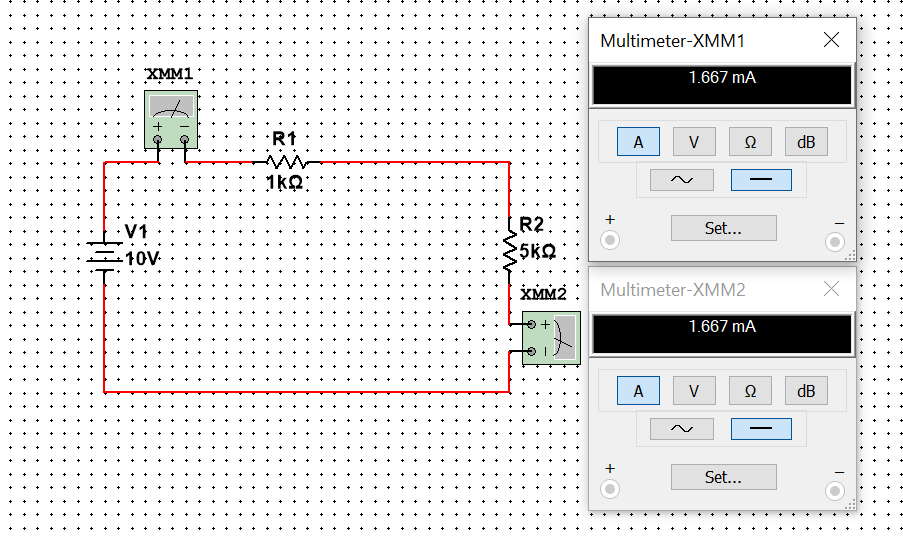 XMM1
+ −
R1
1kΩ
V1
10V
R2
5kΩ
XMM2
+
−
Multimeter-XMM1
1.667 mA
A V Ω dB
+ −
Set...
Multimeter-XMM2
1.667 mA
A V Ω dB
+ −
Set...